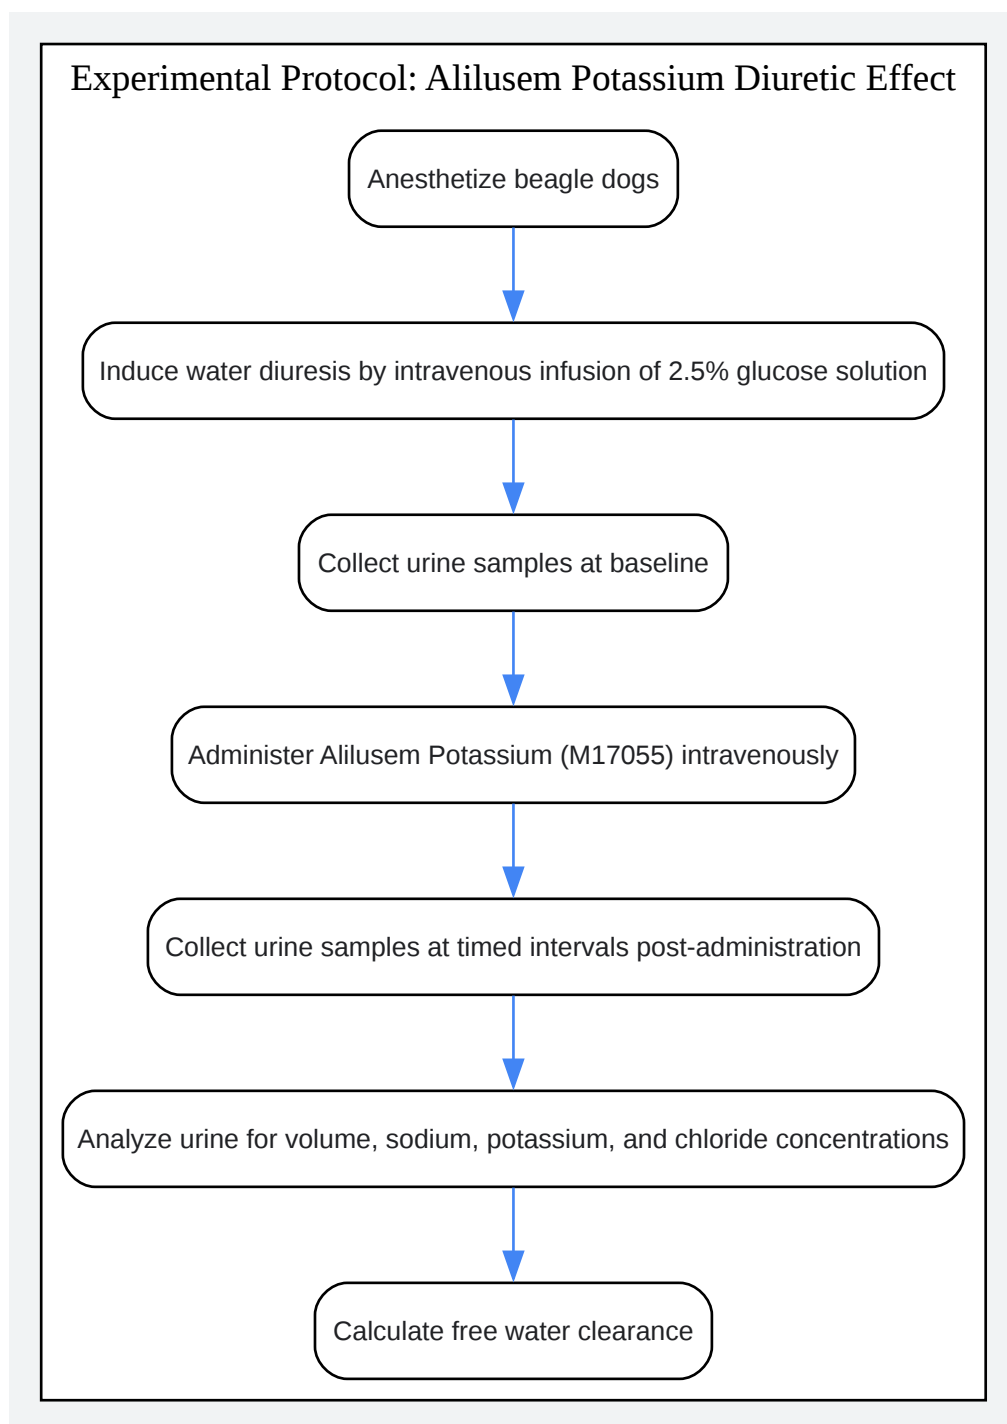 Experimental Protocol: Alilusem Potassium Diuretic Effect
Anesthetize beagle dogs
Induce water diuresis by intravenous infusion of 2.5% glucose solution
Collect urine samples at baseline
Administer Alilusem Potassium (M17055) intravenously
Collect urine samples at timed intervals post-administration
Analyze urine for volume, sodium, potassium, and chloride concentrations
Calculate free water clearance